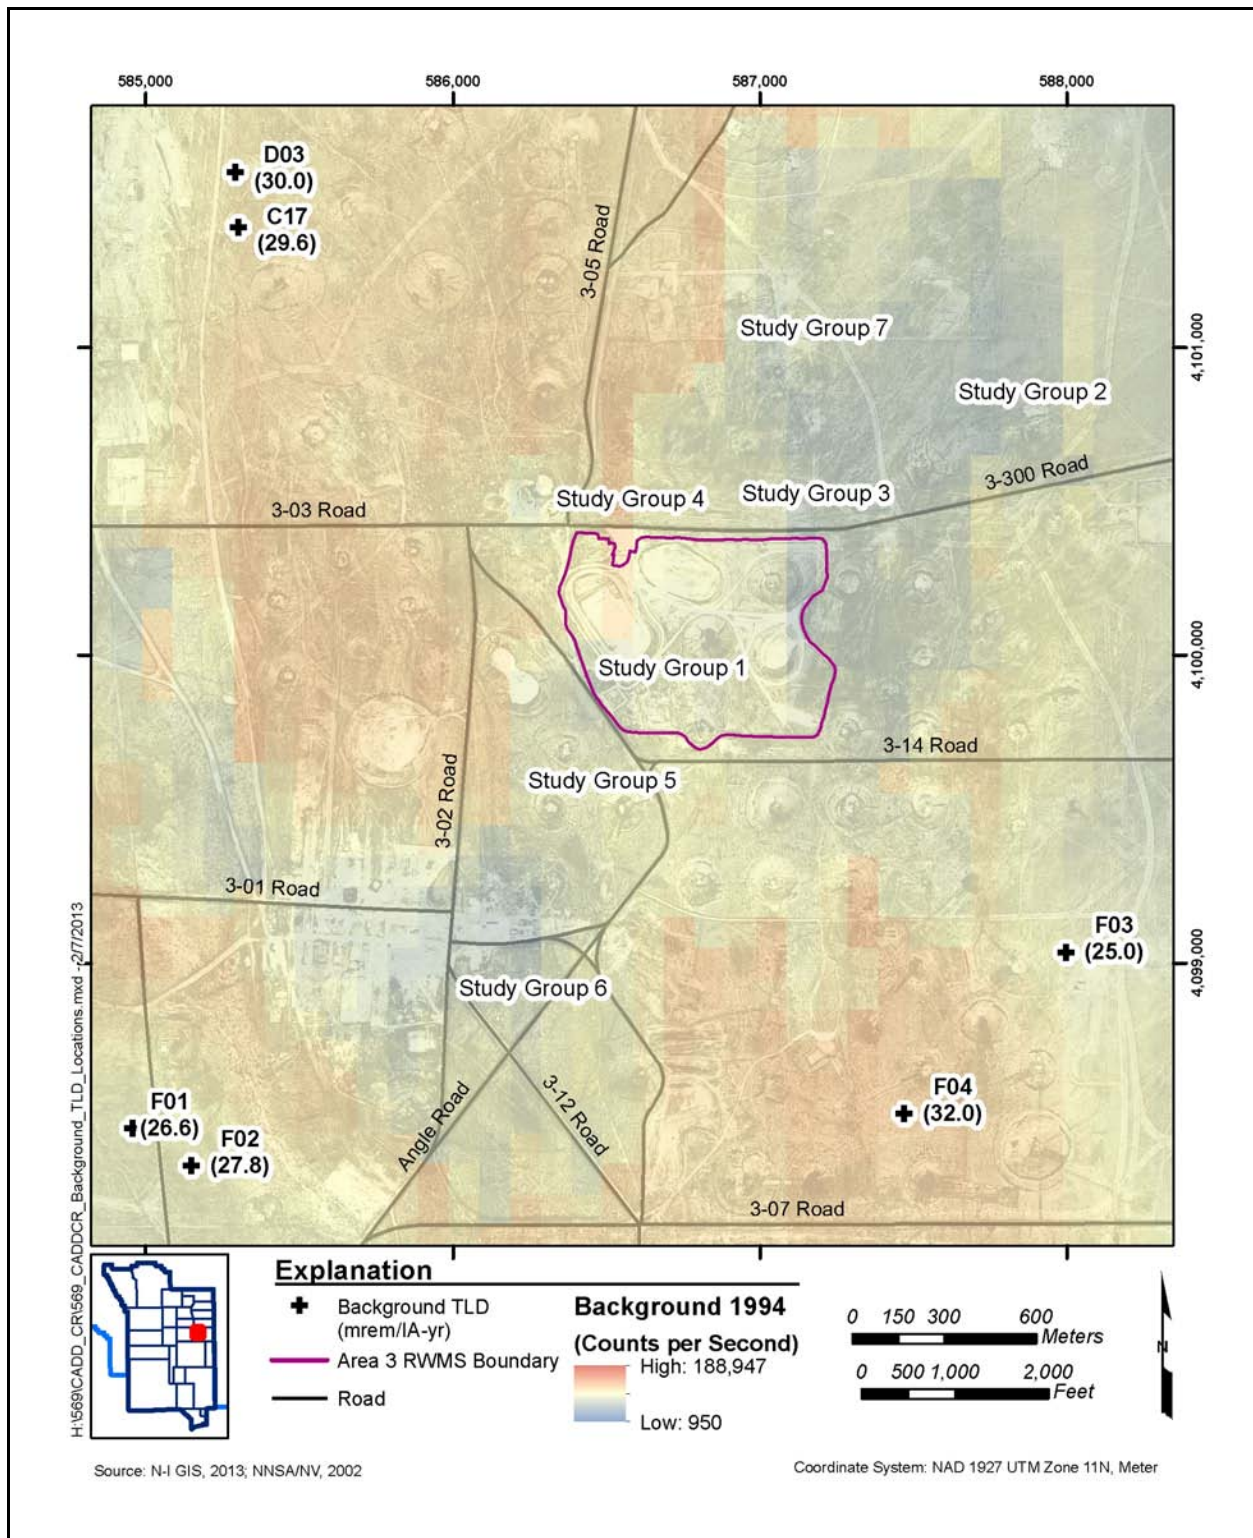 585,000
586,000
587,000
588,000
D03
(30.0)
C17
(29.6)
3-05 Road
Study Group 7
4,101,000
Study Group 2
3-300 Road
Study Group 4
Study Group 3
3-03 Road
4,100,000
Study Group 1
3-14 Road
Study Group 5
3-02 Road
3-01 Road
F03
(25.0)
4,099,000
Study Group 6
F01
(26.6)
F02
(27.8)
Angle Road
3-12 Road
F04
(32.0)
3-07 Road
H:\569\CADD_CR\569_CADDCR_Background_TLD_Locations.mxd - 2/7/2013
Explanation
Background TLD
(mrem/IA-yr)
Area 3 RWMS Boundary
Road
Background 1994
(Counts per Second)
High: 188,947
Low: 950
0 150 300 600
Meters
0 500 1,000 2,000
Feet
N
Source: N-I GIS, 2013; NNSA/NV, 2002
Coordinate System: NAD 1927 UTM Zone 11N, Meter